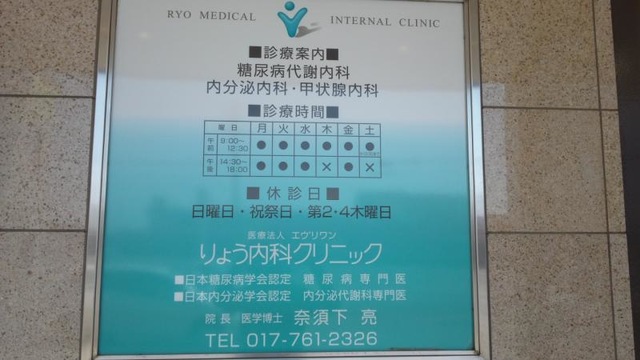 RYO MEDICAL INTERNAL CLINIC
■診療案内■
糖尿病代謝内科
内分泌内科・甲状腺内科
■診療時間■
曜日 月 火 水 木 金 土
午前 9:00～12:30 ● ● ● ● ● ●
午後 14:30～18:00 ● ● ● × ● ×
■休診日■
日曜日・祝祭日・第2・4木曜日
医療法人 エヴリワン
りょう内科クリニック
■日本糖尿病学会認定 糖尿病専門医
■日本内分泌学会認定 内分泌代謝科専門医
院長 医学博士 奈須下 亮
TEL 017-761-2326